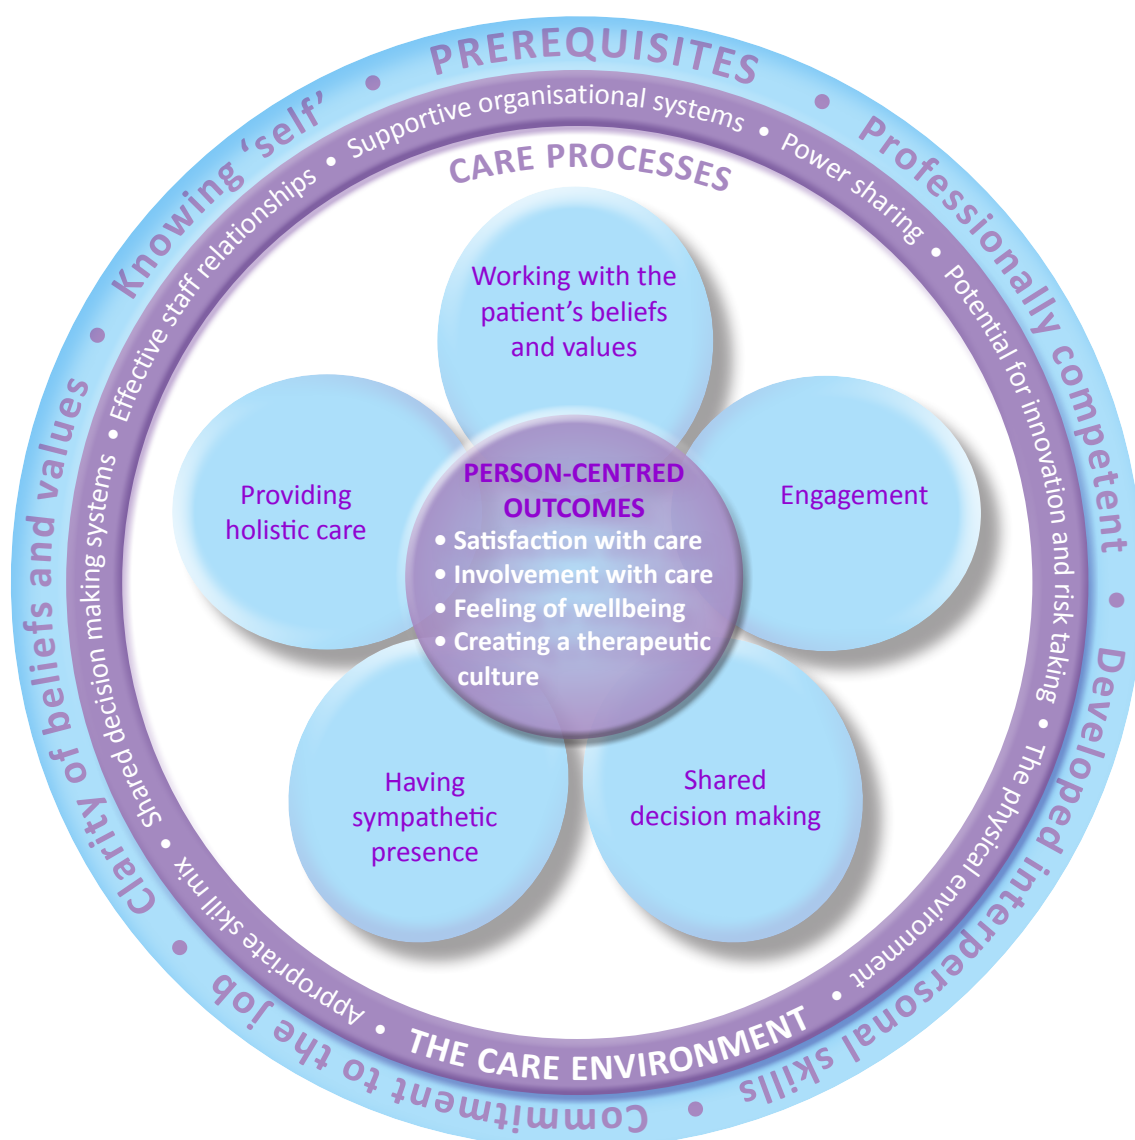 PREREQUISITES
• Professionally competent
• Developed interpersonal skills
• Commitment to the job
• Clarity of beliefs and values
• Knowing ‘self’ •
Supportive organisational systems
• Power sharing
• Potential for innovation and risk taking
• The physical environment •
THE CARE ENVIRONMENT
• Appropriate skill mix
• Shared decision making systems
• Effective staff relationships •
CARE PROCESSES
Working with the
patient’s beliefs
and values
Providing
holistic care
Engagement
PERSON-CENTRED
OUTCOMES
• Satisfaction with care
• Involvement with care
• Feeling of wellbeing
• Creating a therapeutic
culture
Having
sympathetic
presence
Shared
decision making